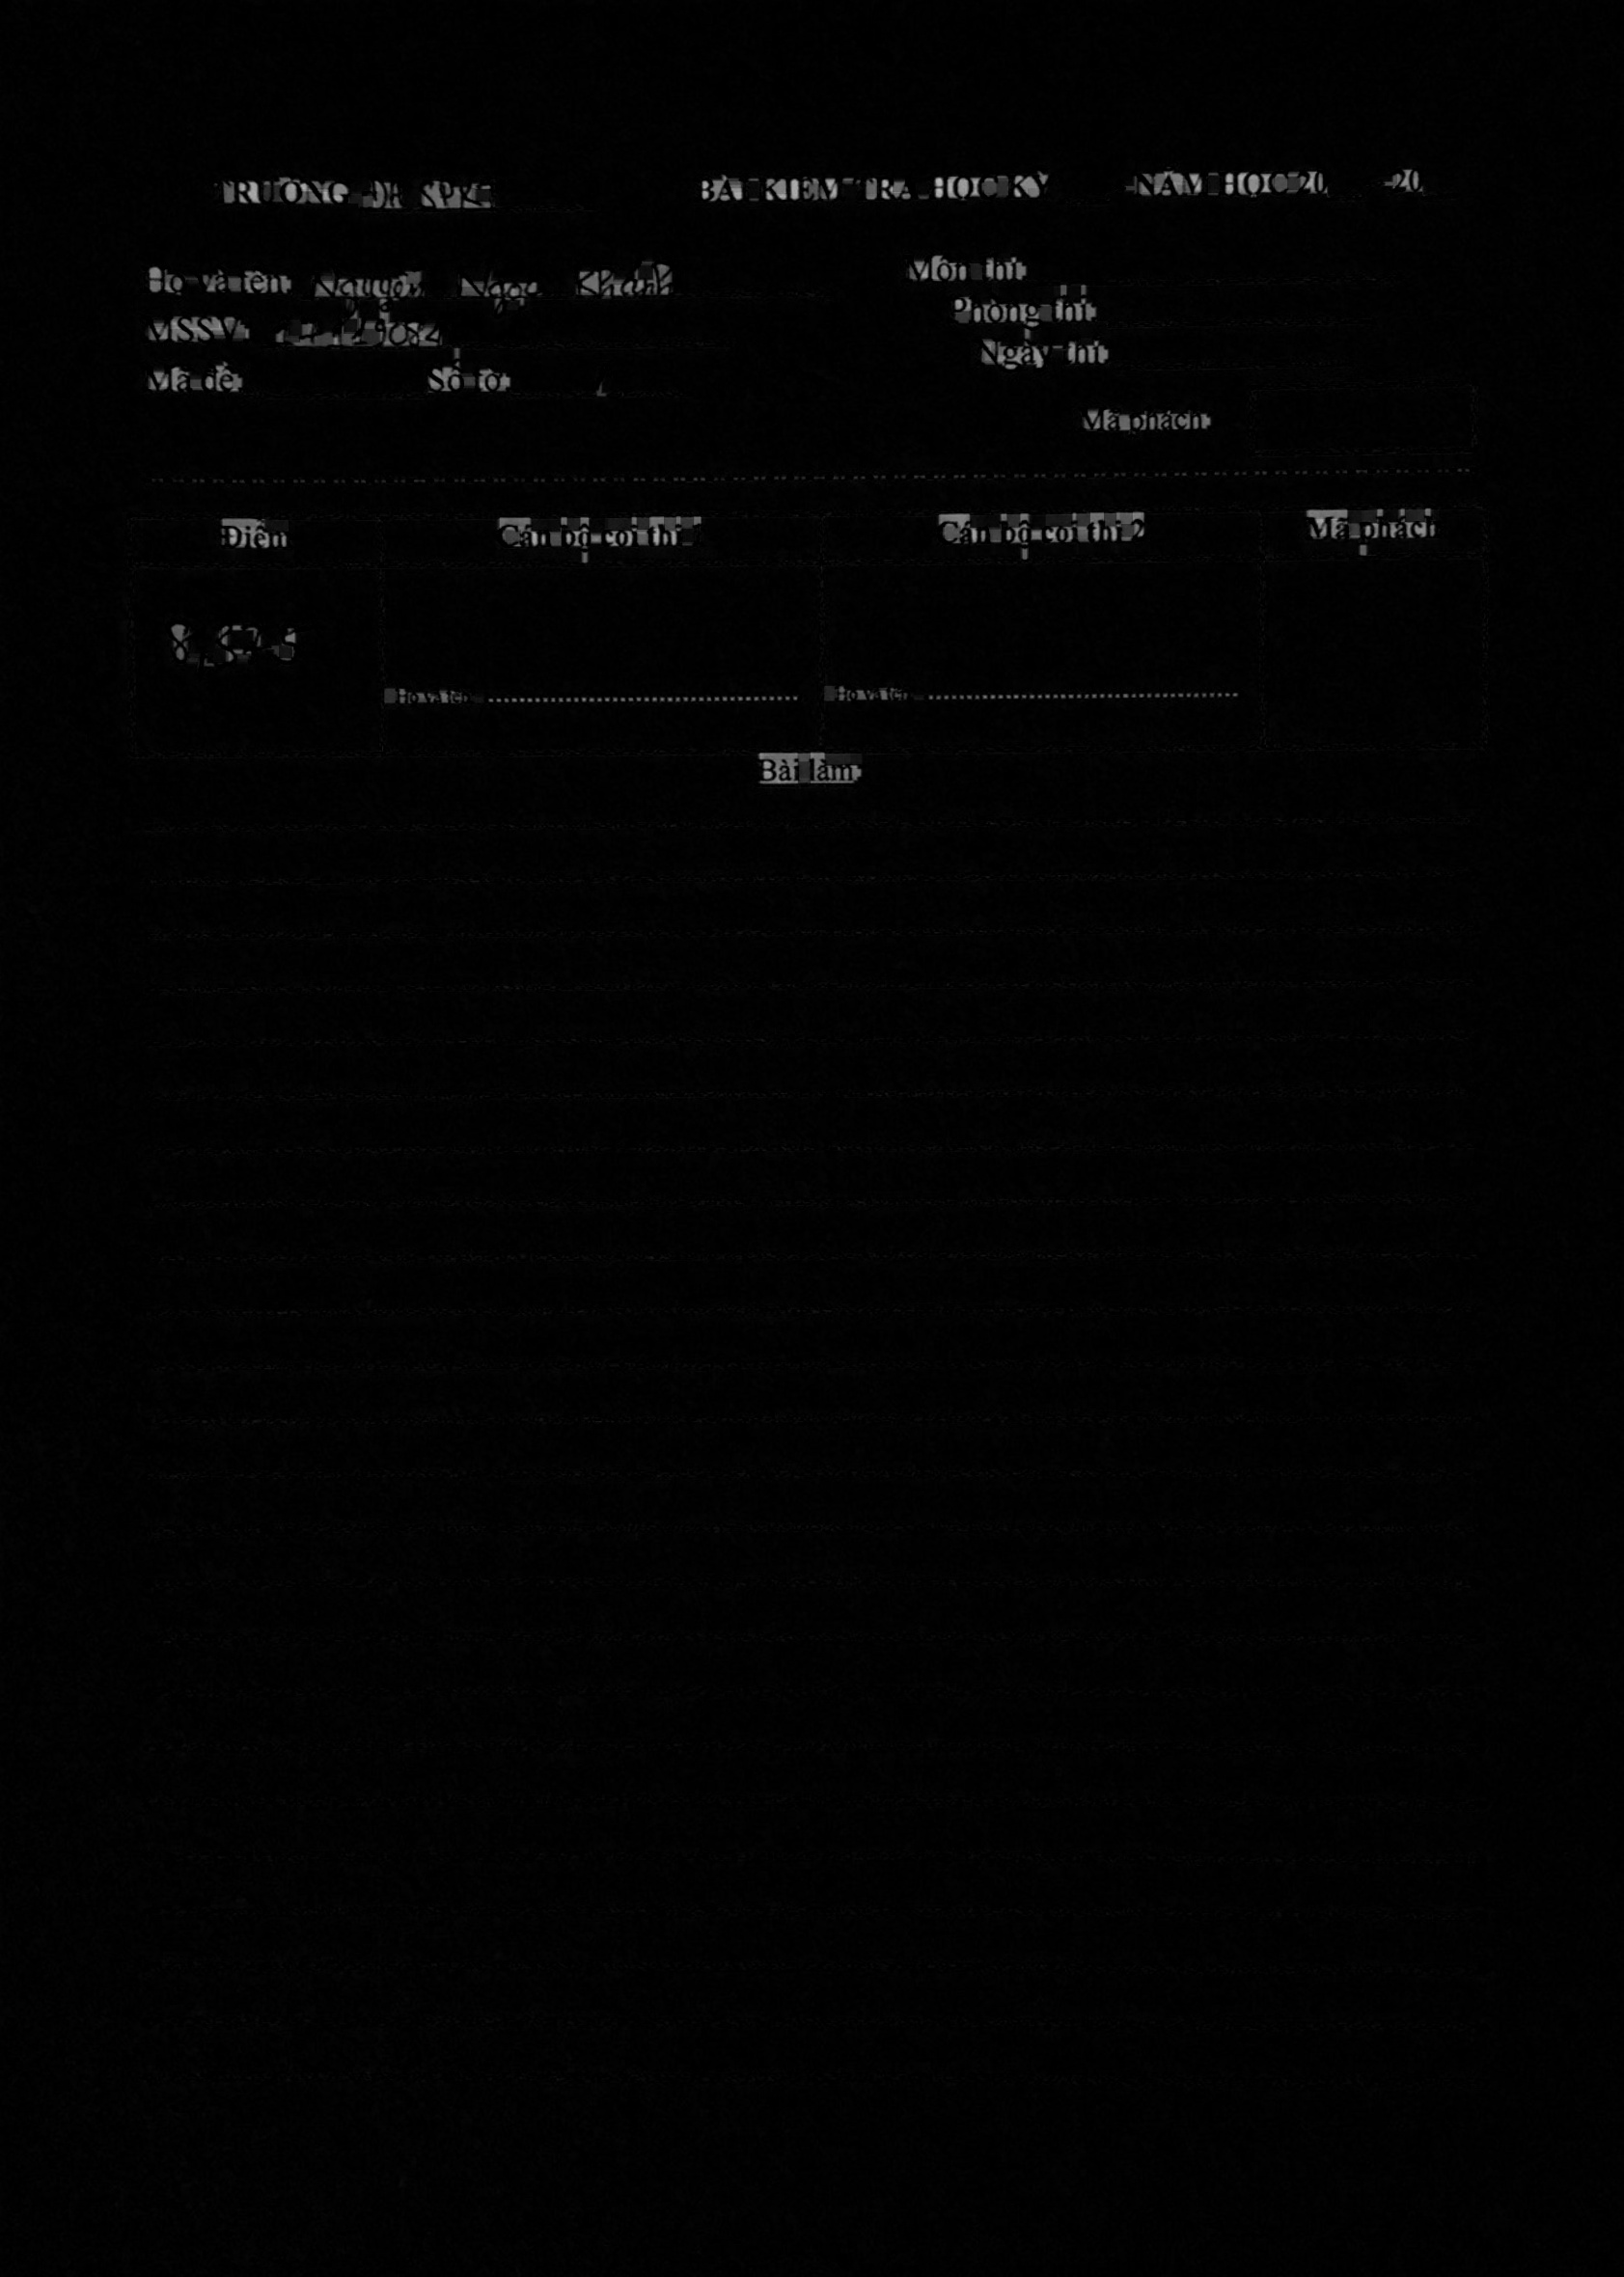 TRƯỜNG ĐH SPKT BÀI KIỂM TRA HỌC KỲ -NĂM HỌC 20 -20
Họ và tên: Nguyễn Ngọc Khánh Môn thi:
MSSV: Phòng thi:
Ngày thi:
Mã đề: Số tờ:
Mã phách:
Điểm Cán bộ coi thi Cán bộ coi thi 2 Mã phách
Họ và tên: Họ và tên:
Bài làm: